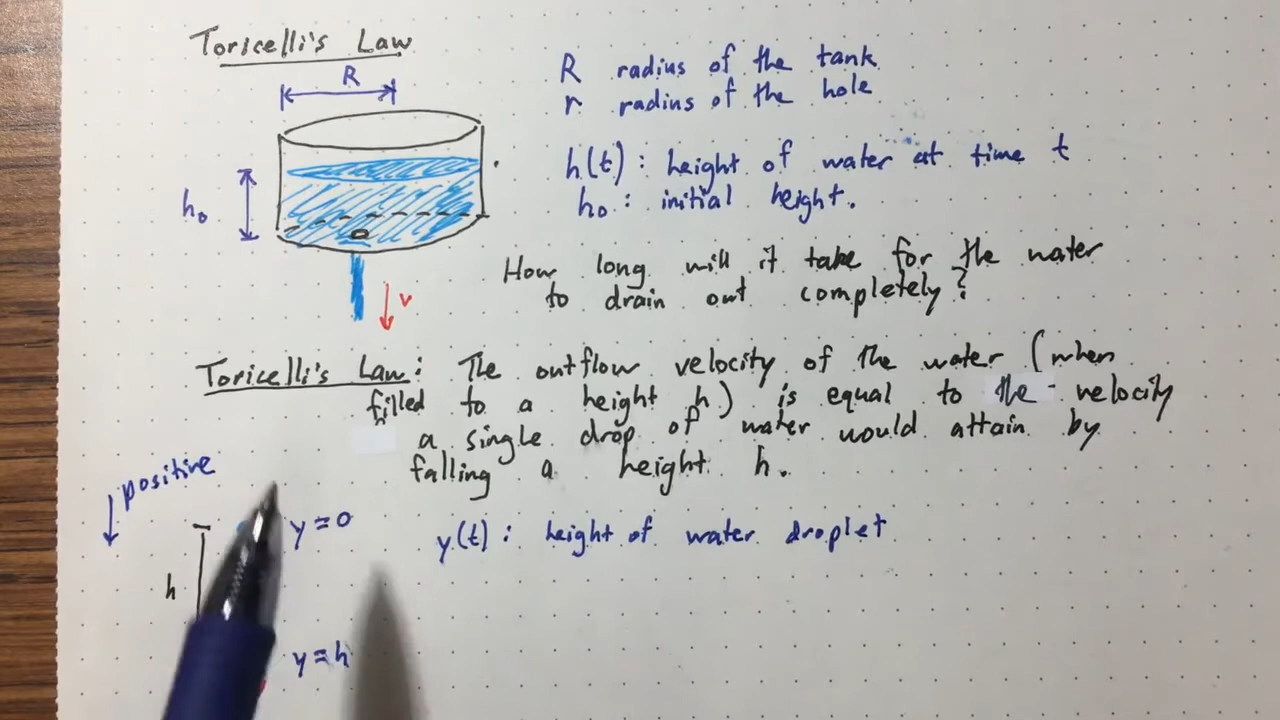 Toricelli's Law
R
R radius of the tank
r radius of the hole
h(t) : height of water at time t
h₀ : initial height.
h₀
v
How long will it take for the water
to drain out completely?
Toricelli's Law : The outflow velocity of the water (when
filled to a height h) is equal to the velocity
a single drop of water would attain by
falling a height h.
positive
y=0
y(t) : height of water droplet
h
y=h